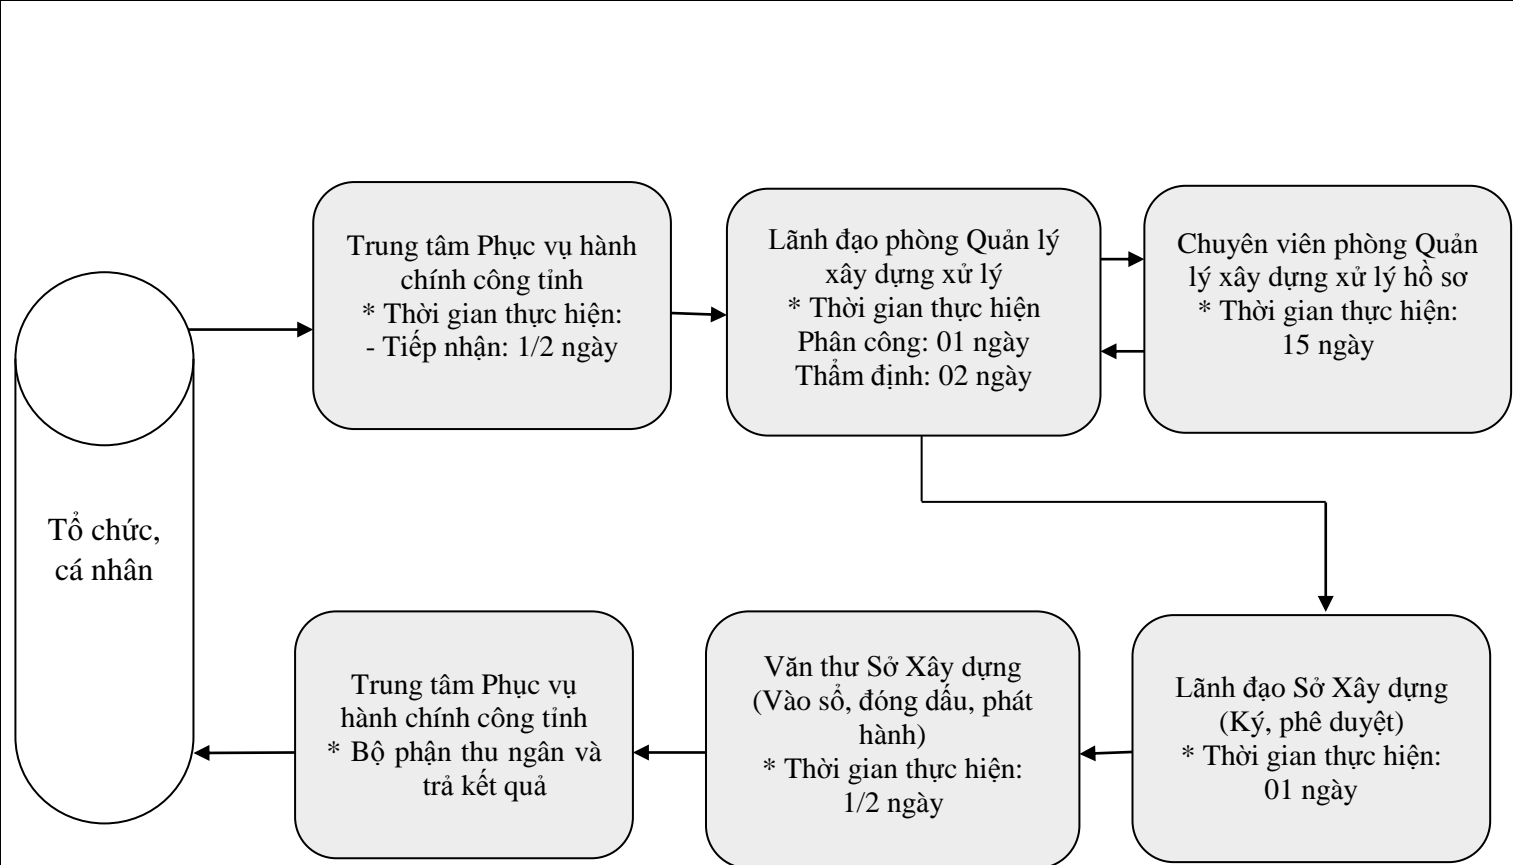 Trung tâm Phục vụ hành
chính công tỉnh
* Thời gian thực hiện:
- Tiếp nhận: 1/2 ngày
Lãnh đạo phòng Quản lý
xây dựng xử lý
* Thời gian thực hiện
Phân công: 01 ngày
Thẩm định: 02 ngày
Chuyên viên phòng Quản
lý xây dựng xử lý hồ sơ
* Thời gian thực hiện:
15 ngày
Tổ chức,
cá nhân
Trung tâm Phục vụ
hành chính công tỉnh
* Bộ phận thu ngân và
trả kết quả
Văn thư Sở Xây dựng
(Vào sổ, đóng dấu, phát
hành)
* Thời gian thực hiện:
1/2 ngày
Lãnh đạo Sở Xây dựng
(Ký, phê duyệt)
* Thời gian thực hiện:
01 ngày